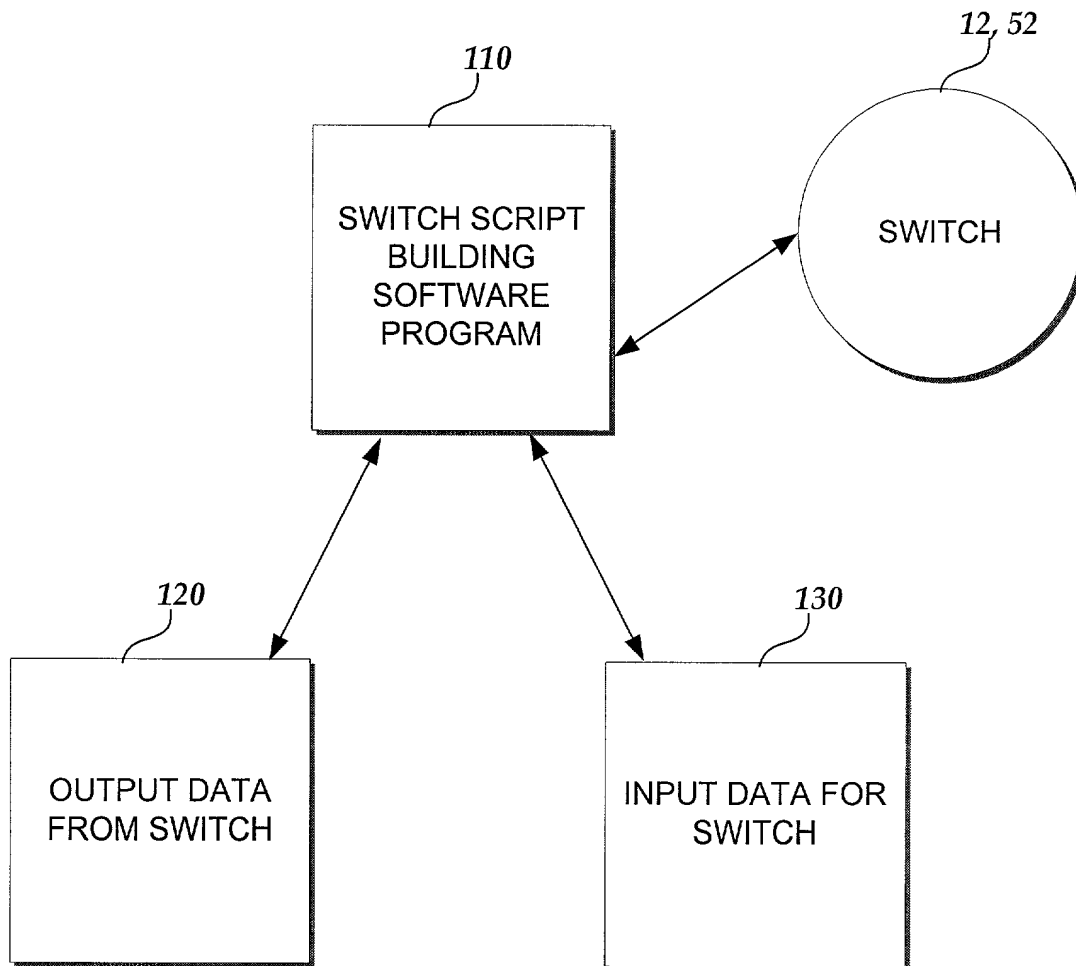 12, 52
110
SWITCH SCRIPT
BUILDING
SOFTWARE
PROGRAM
SWITCH
120
130
OUTPUT DATA
FROM SWITCH
INPUT DATA FOR
SWITCH